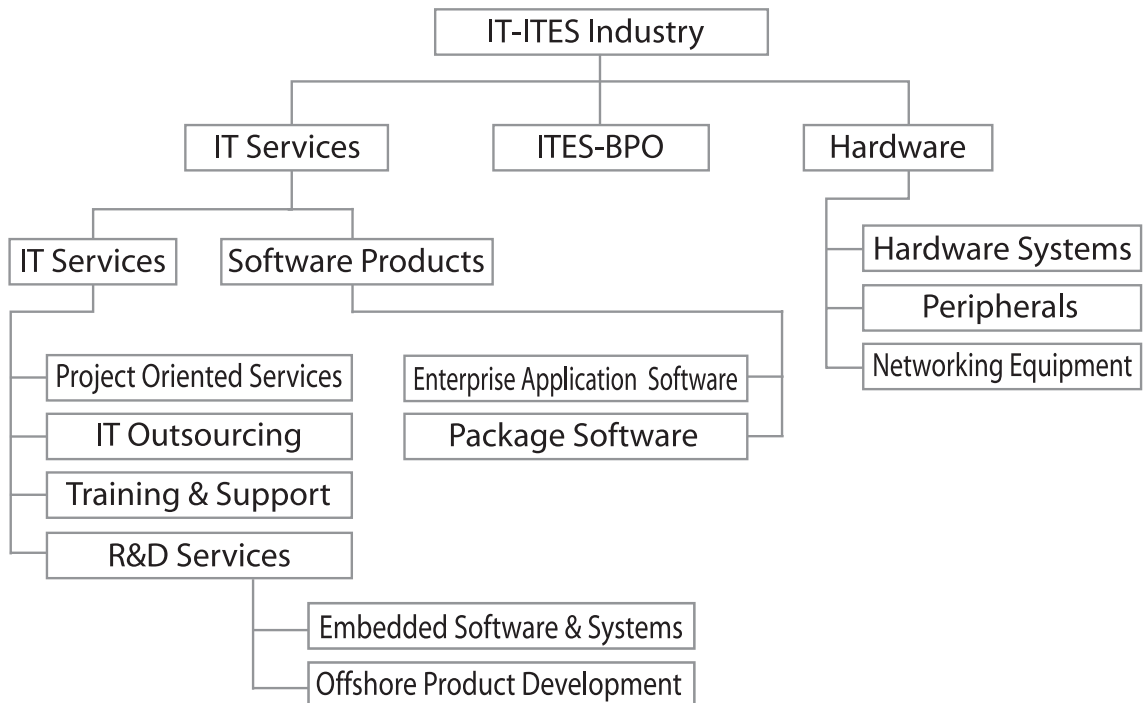 IT-ITES Industry
IT Services
ITES-BPO
Hardware
IT Services
Software Products
Hardware Systems
Peripherals
Networking Equipment
Project Oriented Services
IT Outsourcing
Training & Support
R&D Services
Enterprise Application Software
Package Software
Embedded Software & Systems
Offshore Product Development